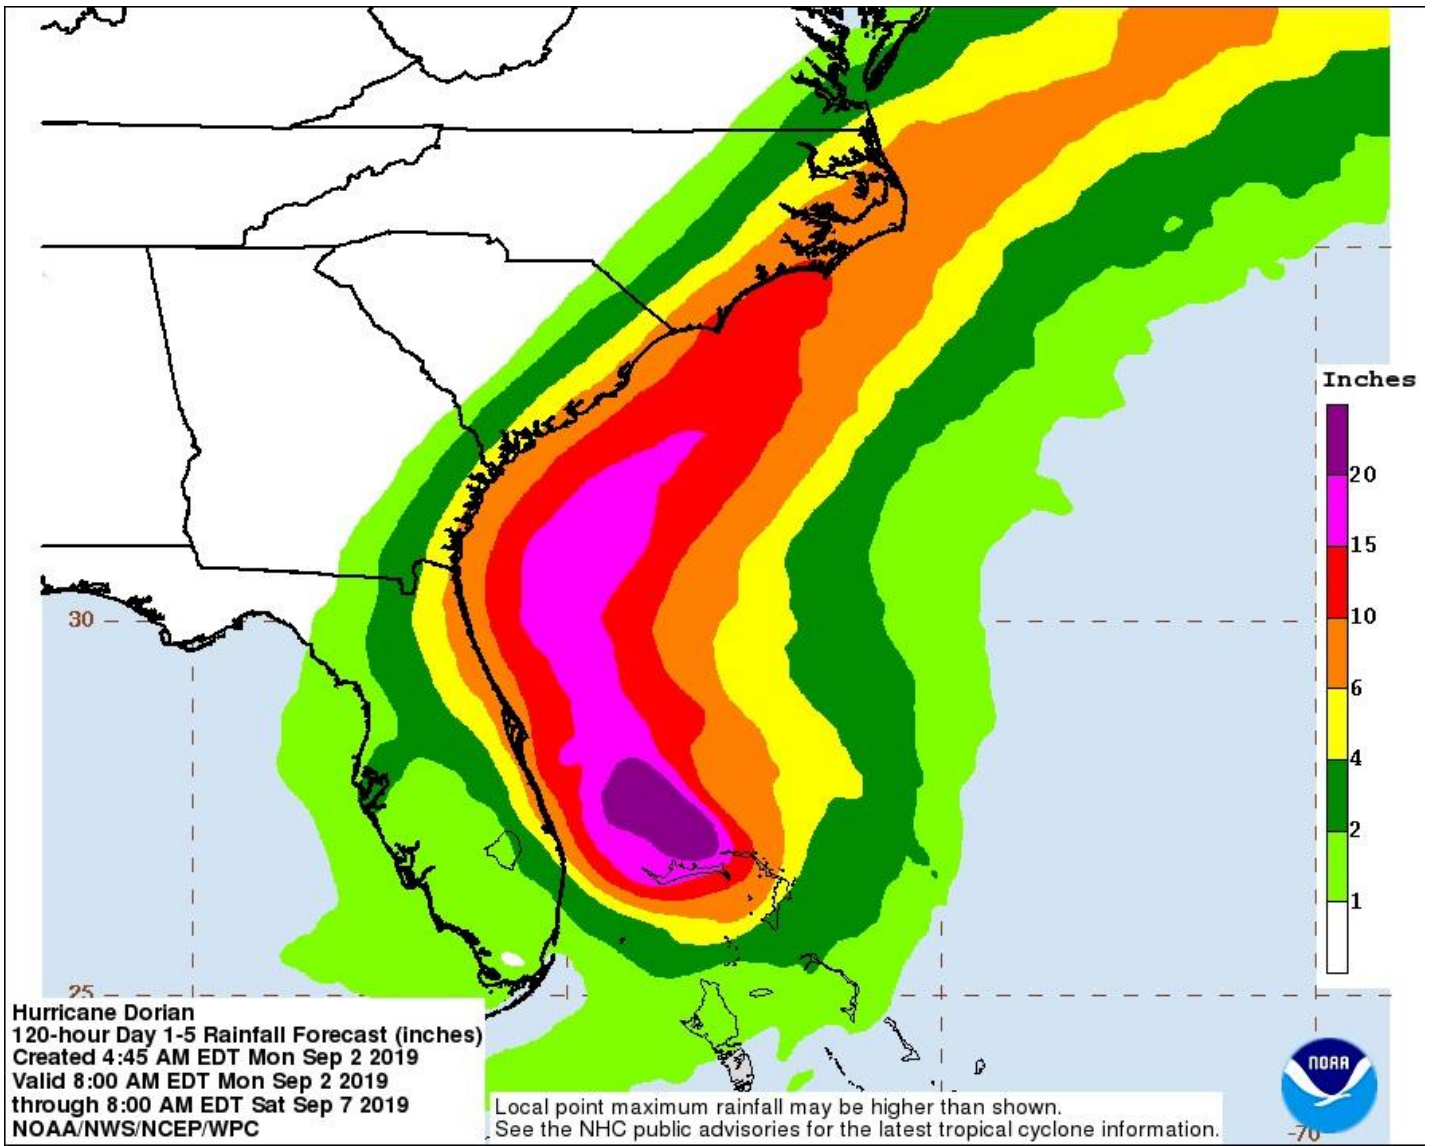 Inches
20
15
10
6
4
2
1
30
25
-70
Hurricane Dorian
120-hour Day 1-5 Rainfall Forecast (inches)
Created 4:45 AM EDT Mon Sep 2 2019
Valid 8:00 AM EDT Mon Sep 2 2019
through 8:00 AM EDT Sat Sep 7 2019
NOAA/NWS/NCEP/WPC
Local point maximum rainfall may be higher than shown.
See the NHC public advisories for the latest tropical cyclone information.
NOAA